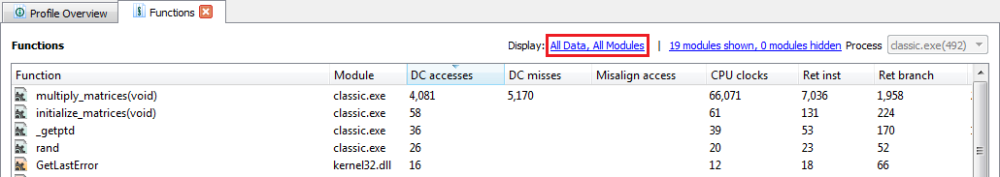 Profile Overview Functions
Functions Display: All Data, All Modules | 19 modules shown, 0 modules hidden Process classic.exe(492)
Function Module DC accesses DC misses Misalign access CPU clocks Ret inst Ret branch
multiply_matrices(void) classic.exe 4,081 5,170 66,071 7,036 1,958
initialize_matrices(void) classic.exe 58 61 131 224
_getptd classic.exe 36 39 53 170
rand classic.exe 26 20 23 52
GetLastError kernel32.dll 16 12 18 66